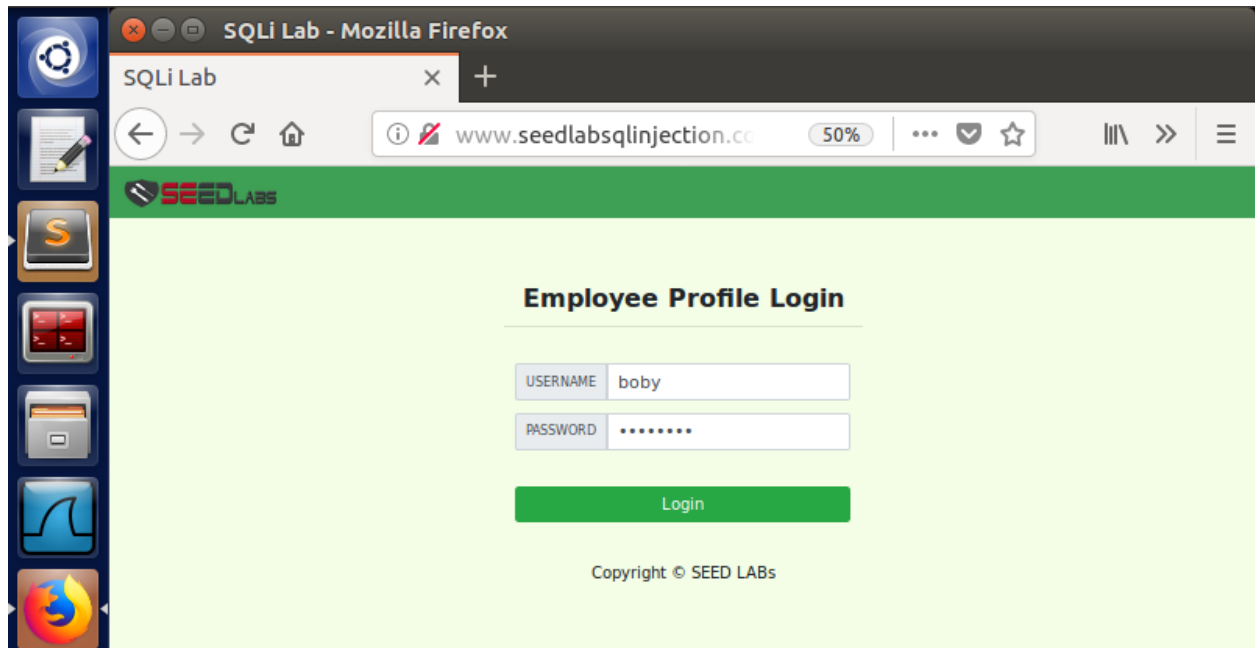 SQLi Lab - Mozilla Firefox
SQLi Lab
www.seedlabsqlinjection.co 50%
SEEDLABS
Employee Profile Login
USERNAME boby
PASSWORD ••••••••
Login
Copyright © SEED LABs